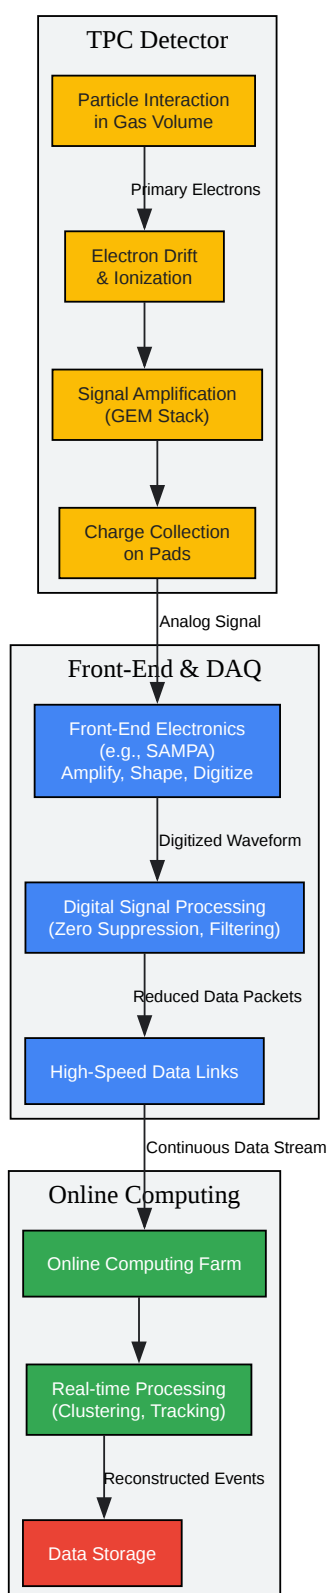 TPC Detector
Particle Interaction
in Gas Volume
Primary Electrons
Electron Drift
& Ionization
Signal Amplification
(GEM Stack)
Charge Collection
on Pads
Analog Signal
Front-End & DAQ
Front-End Electronics
(e.g., SAMPA)
Amplify, Shape, Digitize
Digitized Waveform
Digital Signal Processing
(Zero Suppression, Filtering)
Reduced Data Packets
High-Speed Data Links
Continuous Data Stream
Online Computing
Online Computing Farm
Real-time Processing
(Clustering, Tracking)
Reconstructed Events
Data Storage